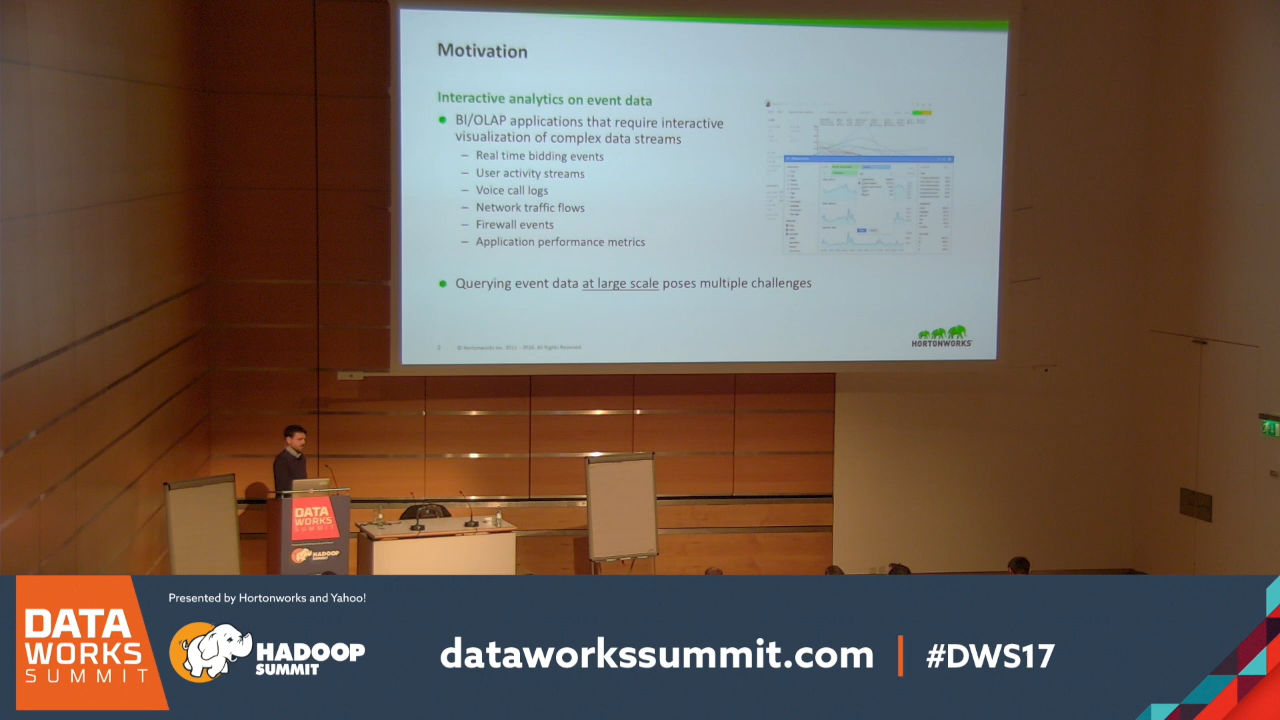 Motivation
Interactive analytics on event data
BI/OLAP applications that require interactive
visualization of complex data streams
– Real time bidding events
– User activity streams
– Voice call logs
– Network traffic flows
– Firewall events
– Application performance metrics
Querying event data at large scale poses multiple challenges
HORTONWORKS
DATA
WORKS
SUMMIT
HADOOP
SUMMIT
Presented by Hortonworks and Yahoo!
DATA
WORKS
SUMMIT
HADOOP
SUMMIT
dataworkssummit.com | #DWS17